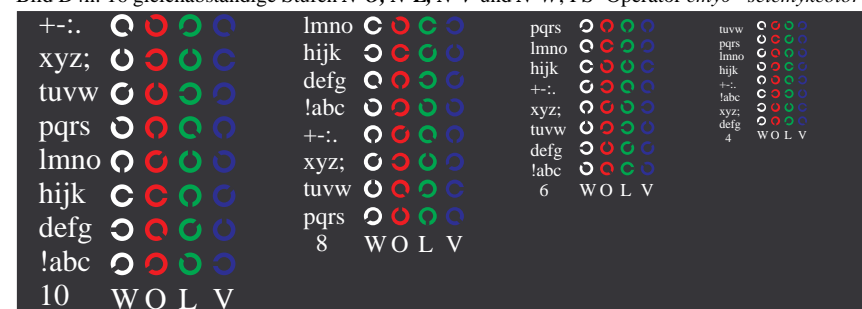 +-:.
xyz;
tuvw
pqrs
lmno
hijk
defg
!abc
10 W O L V
lmno
hijk
defg
!abc
+-:.
xyz;
tuvw
pqrs
8 W O L V
pqrs
lmno
hijk
+-:.
xyz;
tuvw
defg
!abc
6 W O L V
tuvw
pqrs
lmno
hijk
+-:.
!abc
xyz;
defg
4 W O L V